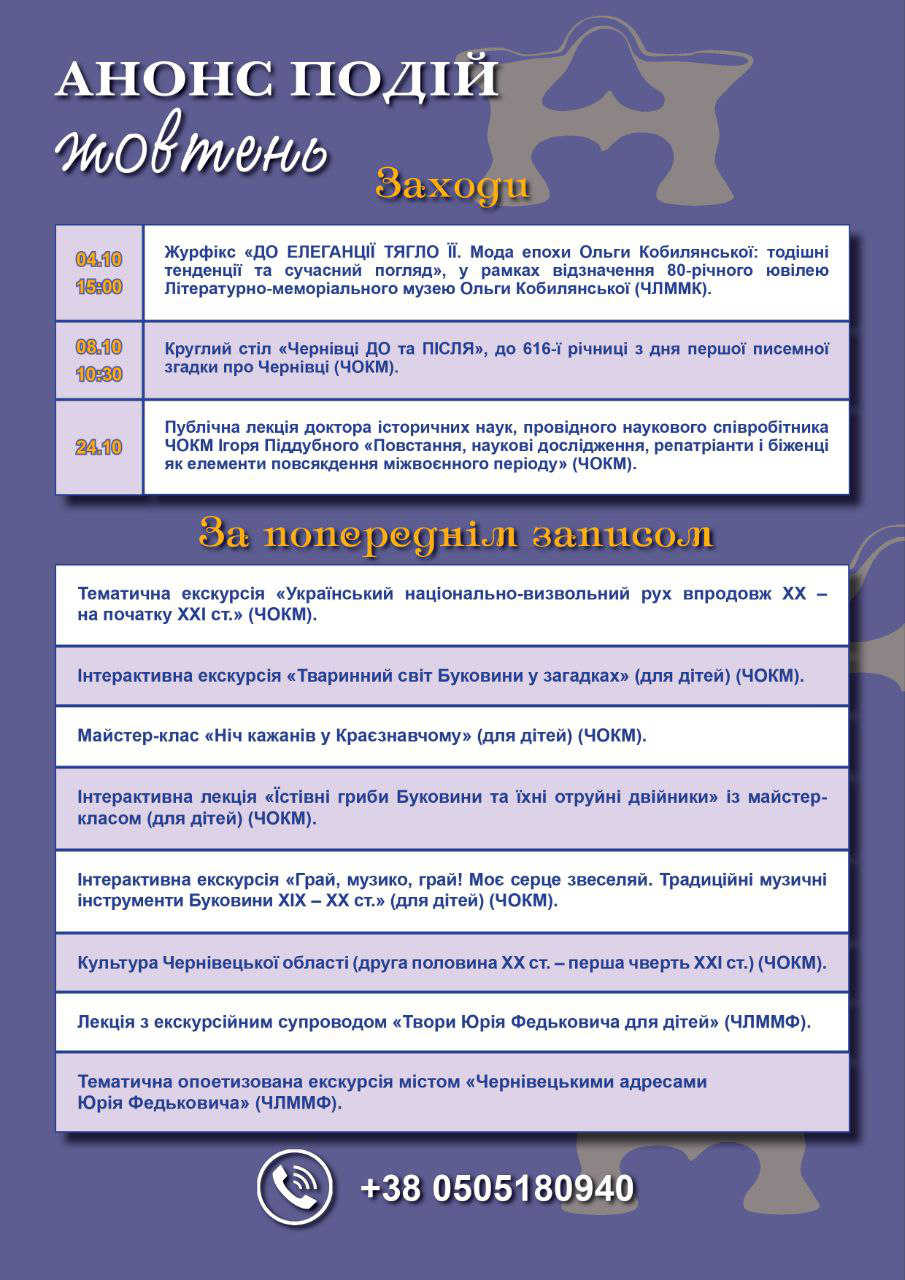 АНОНС ПОДІЙ
жовтень
Заходи
04.10
15:00
Журфікс «ДО ЕЛЕГАНЦІЇ ТЯГЛО ЇЇ. Мода епохи Ольги Кобилянської: тодішні
тенденції та сучасний погляд», у рамках відзначення 80-річного ювілею
Літературно-меморіального музею Ольги Кобилянської (ЧЛММК).
08.10
10:30
Круглий стіл «Чернівці ДО та ПІСЛЯ», до 616-ї річниці з дня першої писемної
згадки про Чернівці (ЧОКМ).
24.10
Публічна лекція доктора історичних наук, провідного наукового співробітника
ЧОКМ Ігоря Піддубного «Повстання, наукові дослідження, репатріанти і біженці
як елементи повсякдення міжвоєнного періоду» (ЧОКМ).
За попереднім записом
Тематична екскурсія «Український національно-визвольний рух впродовж ХХ –
на початку ХХІ ст.» (ЧОКМ).
Інтерактивна екскурсія «Тваринний світ Буковини у загадках» (для дітей) (ЧОКМ).
Майстер-клас «Ніч кажанів у Краєзнавчому» (для дітей) (ЧОКМ).
Інтерактивна лекція «Їстівні гриби Буковини та їхні отруйні двійники» із майстер-
класом (для дітей) (ЧОКМ).
Інтерактивна екскурсія «Грай, музико, грай! Моє серце звеселяй. Традиційні музичні
інструменти Буковини ХІХ – ХХ ст.» (для дітей) (ЧОКМ).
Культура Чернівецької області (друга половина ХХ ст. – перша чверть ХХІ ст.) (ЧОКМ).
Лекція з екскурсійним супроводом «Твори Юрія Федьковича для дітей» (ЧЛММФ).
Тематична опоетизована екскурсія містом «Чернівецькими адресами
Юрія Федьковича» (ЧЛММФ).
+38 0505180940